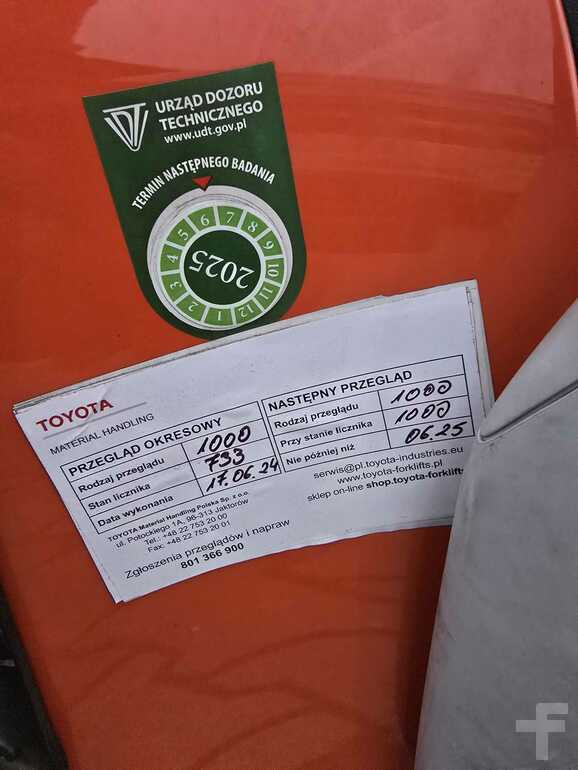 URZĄD DOZORU
TECHNICZNEGO
www.udt.gov.pl
TERMIN NASTĘPNEGO BADANIA
1 2 3 4 5 6 7 8 9 10 11 12
2025
TOYOTA
MATERIAL HANDLING
PRZEGLĄD OKRESOWY
Rodzaj przeglądu 1000
Stan licznika 733
Data wykonania 17.06.24
TOYOTA Material Handling Polska Sp. z o.o.
ul. Potockiego 1A, 96-313 Jaktorów
Tel.: +48 22 753 20 00
Fax: +48 22 753 20 01
Zgłoszenia przeglądów i napraw
801 366 900
NASTĘPNY PRZEGLĄD
Rodzaj przeglądu 1000
Przy stanie licznika 1000
Nie później niż 06.25
serwis@pl.toyota-industries.eu
www.toyota-forklifts.pl
sklep on-line shop.toyota-forklifts